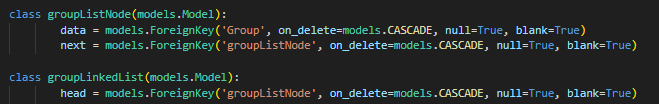 class groupListNode(models.Model):
data = models.ForeignKey('Group', on_delete=models.CASCADE, null=True, blank=True)
next = models.ForeignKey('groupListNode', on_delete=models.CASCADE, null=True, blank=True)
class groupLinkedList(models.Model):
head = models.ForeignKey('groupListNode', on_delete=models.CASCADE, null=True, blank=True)